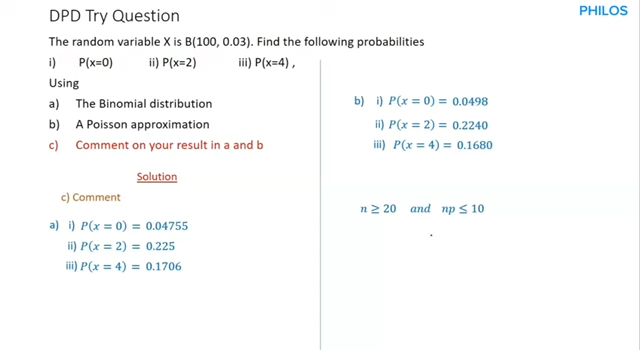 DPD Try Question
PHILOS
The random variable X is B(100, 0.03). Find the following probabilities
i) P(x=0) ii) P(x=2) iii) P(x=4) ,
Using
a) The Binomial distribution
b) A Poisson approximation
c) Comment on your result in a and b
Solution
c) Comment
a) i) P(x = 0) = 0.04755
ii) P(x = 2) = 0.225
iii) P(x = 4) = 0.1706
b) i) P(x = 0) = 0.0498
ii) P(x = 2) = 0.2240
iii) P(x = 4) = 0.1680
n ≥ 20 and np ≤ 10